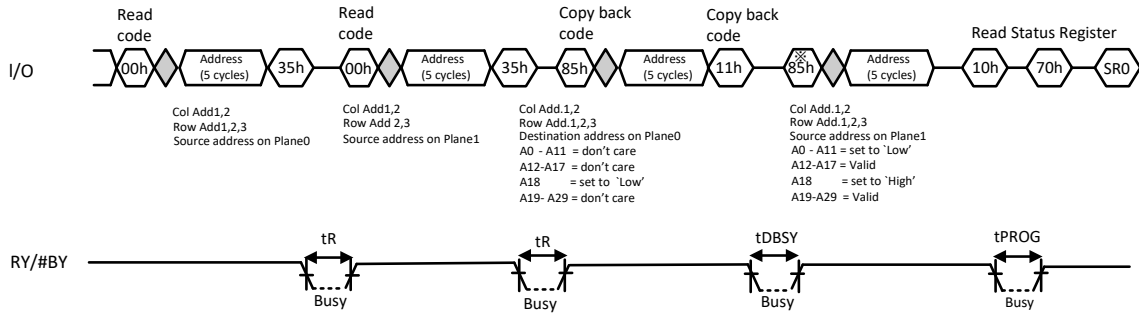 Read code
Read code
Copy back code
Copy back code
Read Status Register
I/O
00h
Address (5 cycles)
35h
00h
Address (5 cycles)
35h
85h
Address (5 cycles)
11h
※
85h
Address (5 cycles)
10h
70h
SR0
Col Add1,2
Row Add1,2,3
Source address on Plane0
Col Add1,2
Row Add 2,3
Source address on Plane1
Col Add.1,2
Row Add.1,2,3
Destination address on Plane0
A0 - A11 = don't care
A12-A17 = don't care
A18 = set to `Low'
A19- A29 = don't care
Col Add.1,2
Row Add.1,2,3
Source address on Plane1
A0 - A11 = set to `Low'
A12-A17 = Valid
A18 = set to `High'
A19-A29 = Valid
RY/#BY
tR
Busy
tR
Busy
tDBSY
Busy
tPROG
Busy